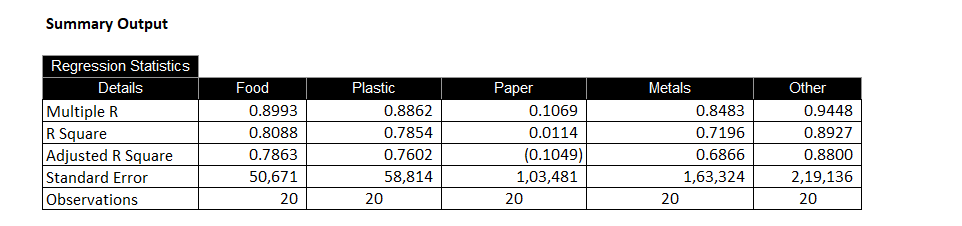 Summary Output
Regression Statistics
Details Food Plastic Paper Metals Other
Multiple R 0.8993 0.8862 0.1069 0.8483 0.9448
R Square 0.8088 0.7854 0.0114 0.7196 0.8927
Adjusted R Square 0.7863 0.7602 (0.1049) 0.6866 0.8800
Standard Error 50,671 58,814 1,03,481 1,63,324 2,19,136
Observations 20 20 20 20 20